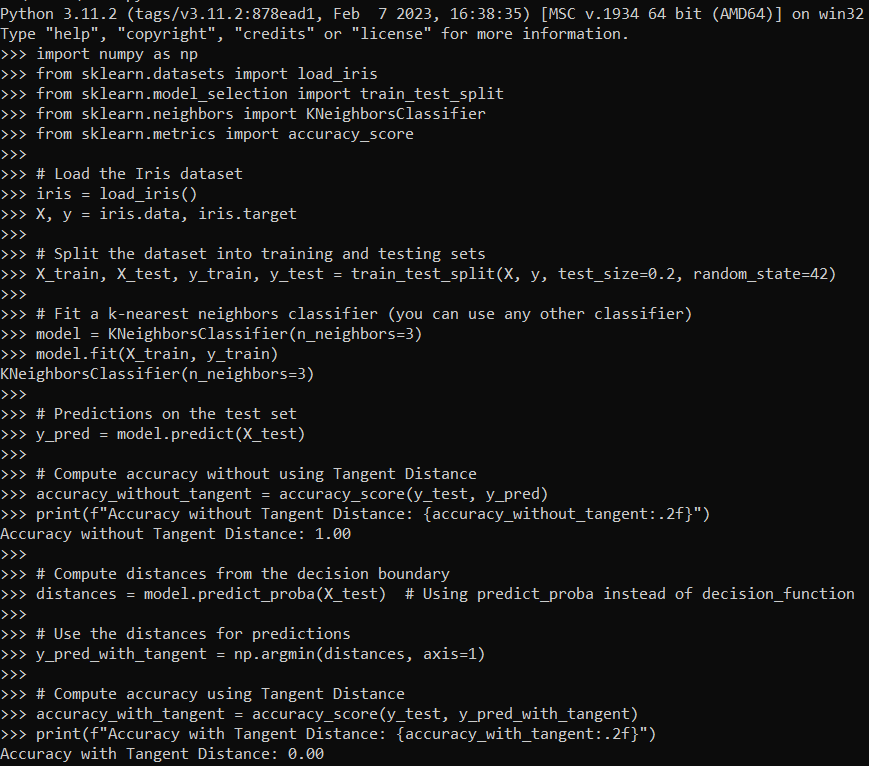 Python 3.11.2 (tags/v3.11.2:878ead1, Feb  7 2023, 16:38:35) [MSC v.1934 64 bit (AMD64)] on win32
Type "help", "copyright", "credits" or "license" for more information.
>>> import numpy as np
>>> from sklearn.datasets import load_iris
>>> from sklearn.model_selection import train_test_split
>>> from sklearn.neighbors import KNeighborsClassifier
>>> from sklearn.metrics import accuracy_score
>>>
>>> # Load the Iris dataset
>>> iris = load_iris()
>>> X, y = iris.data, iris.target
>>>
>>> # Split the dataset into training and testing sets
>>> X_train, X_test, y_train, y_test = train_test_split(X, y, test_size=0.2, random_state=42)
>>>
>>> # Fit a k-nearest neighbors classifier (you can use any other classifier)
>>> model = KNeighborsClassifier(n_neighbors=3)
>>> model.fit(X_train, y_train)
KNeighborsClassifier(n_neighbors=3)
>>>
>>> # Predictions on the test set
>>> y_pred = model.predict(X_test)
>>>
>>> # Compute accuracy without using Tangent Distance
>>> accuracy_without_tangent = accuracy_score(y_test, y_pred)
>>> print(f"Accuracy without Tangent Distance: {accuracy_without_tangent:.2f}")
Accuracy without Tangent Distance: 1.00
>>>
>>> # Compute distances from the decision boundary
>>> distances = model.predict_proba(X_test)  # Using predict_proba instead of decision_function
>>>
>>> # Use the distances for predictions
>>> y_pred_with_tangent = np.argmin(distances, axis=1)
>>>
>>> # Compute accuracy using Tangent Distance
>>> accuracy_with_tangent = accuracy_score(y_test, y_pred_with_tangent)
>>> print(f"Accuracy with Tangent Distance: {accuracy_with_tangent:.2f}")
Accuracy with Tangent Distance: 0.00